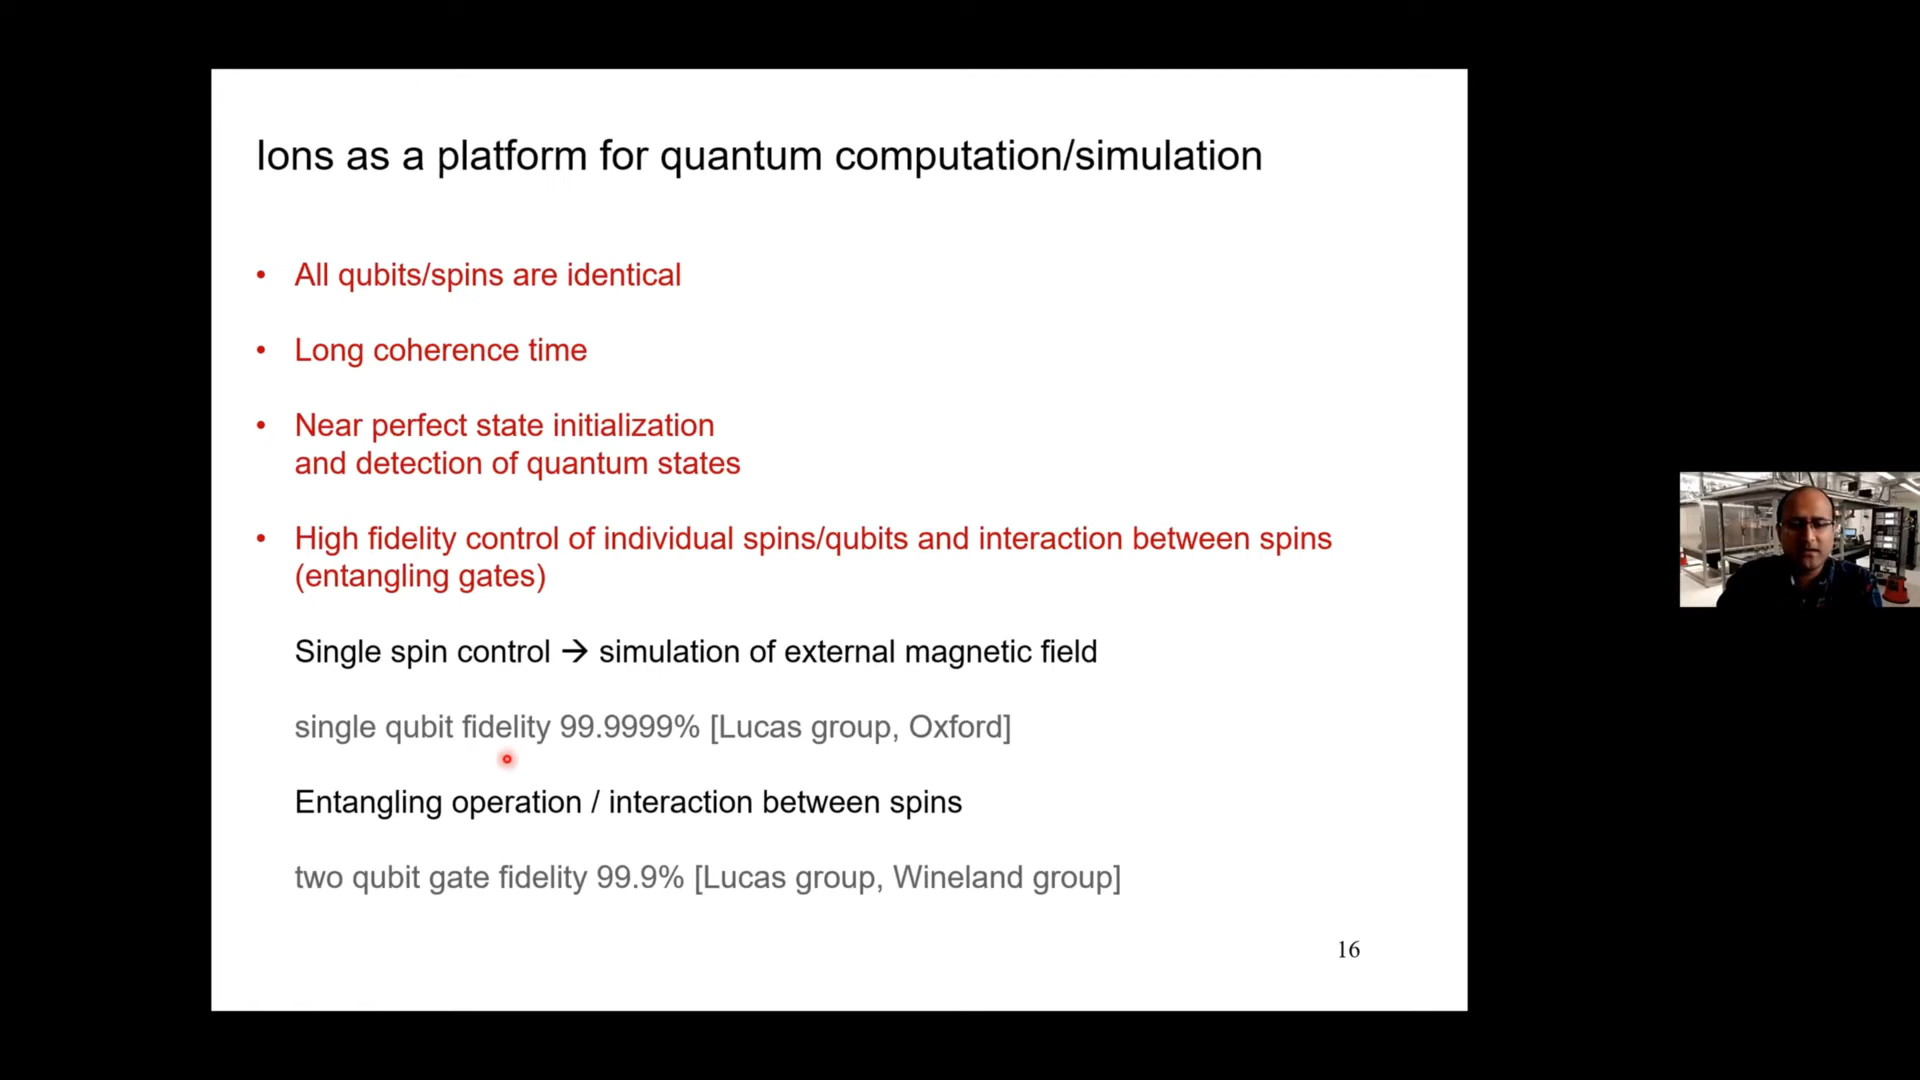 Ions as a platform for quantum computation/simulation
• All qubits/spins are identical
• Long coherence time
• Near perfect state initialization
and detection of quantum states
• High fidelity control of individual spins/qubits and interaction between spins
(entangling gates)
Single spin control → simulation of external magnetic field
single qubit fidelity 99.9999% [Lucas group, Oxford]
Entangling operation / interaction between spins
two qubit gate fidelity 99.9% [Lucas group, Wineland group]
16